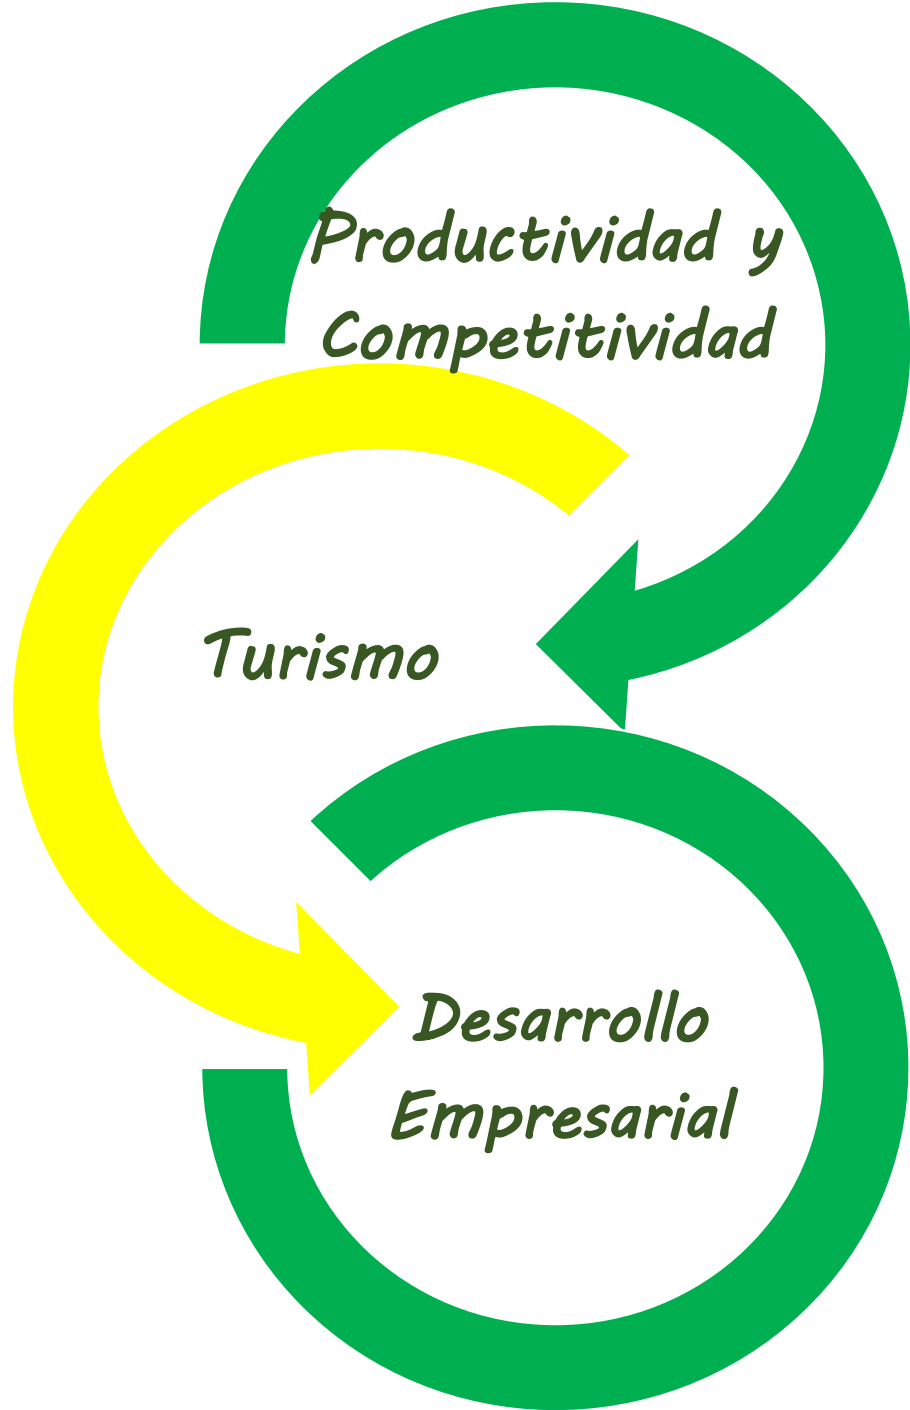 Productividad y
Competitividad
Turismo
Desarrollo
Empresarial